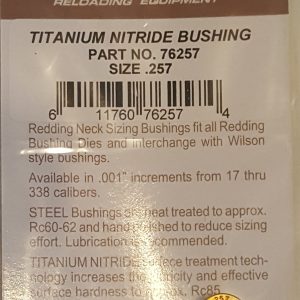 RELOADING EQUIPMENT
TITANIUM NITRIDE BUSHING
PART NO. 76257
SIZE .257
6 11760 76257 4
Redding Neck Sizing Bushings fit all Redding
Bushing Dies and interchange with Wilson
style bushings.
Available in .001" increments from 17 thru
338 calibers.
STEEL Bushings are heat treated to approx.
Rc60-62 and hand polished to reduce sizing
effort. Lubrication is recommended.
TITANIUM NITRIDE surface treatment tech-
nology increases the lubricity and effective
surface hardness to approx. Rc85.
257